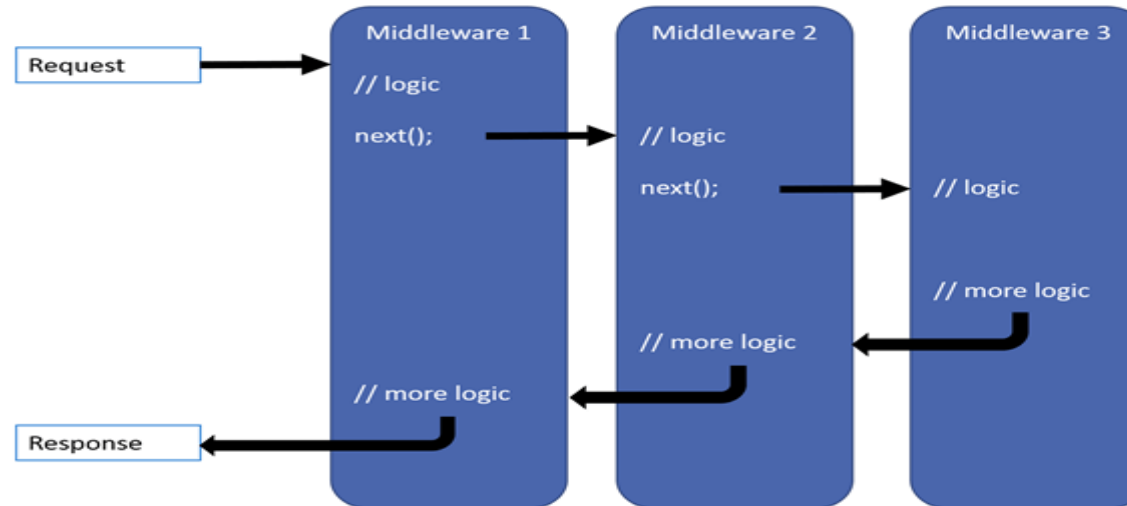 Request
Response
Middleware 1
// logic
next();
// more logic
Middleware 2
// logic
next();
// more logic
Middleware 3
// logic
// more logic